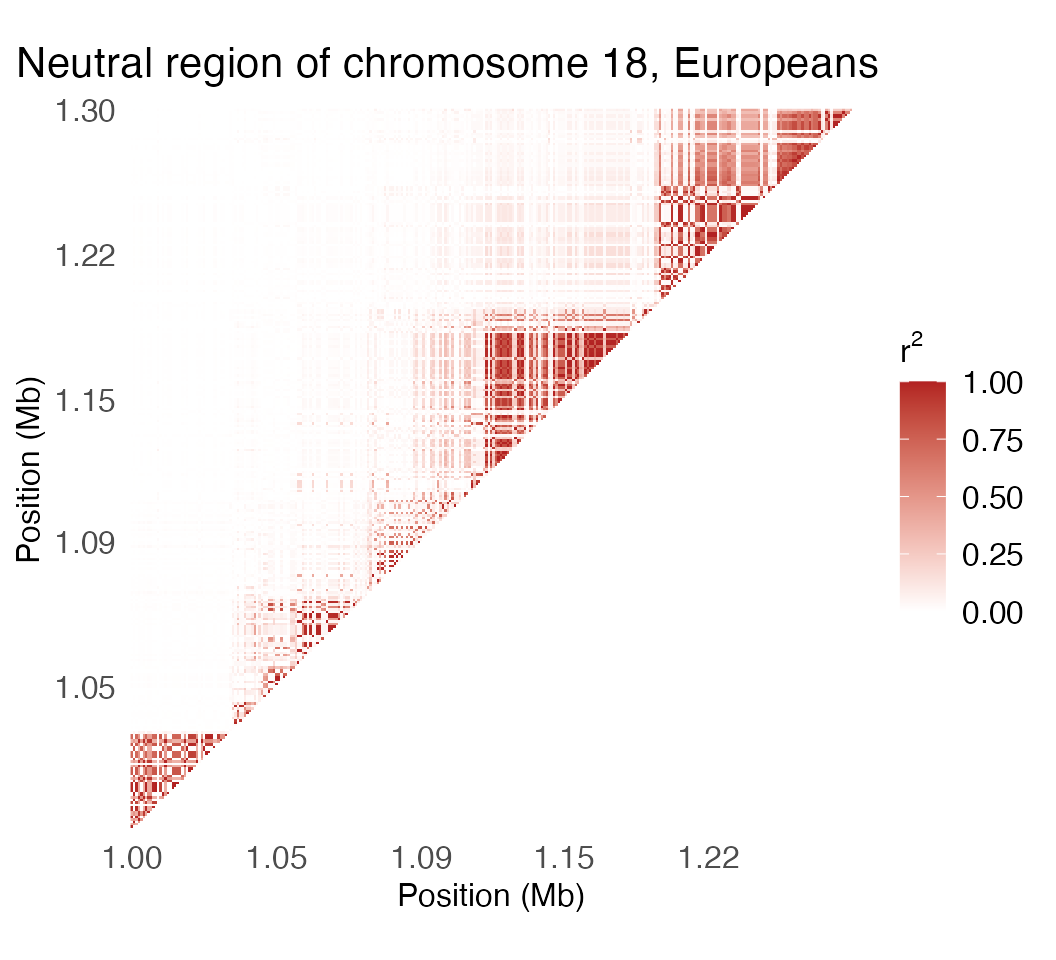 Neutral region of chromosome 18, Europeans
1.30
1.22
1.15
1.09
1.05
Position (Mb)
1.00 1.05 1.09 1.15 1.22
Position (Mb)
r²
1.00
0.75
0.50
0.25
0.00